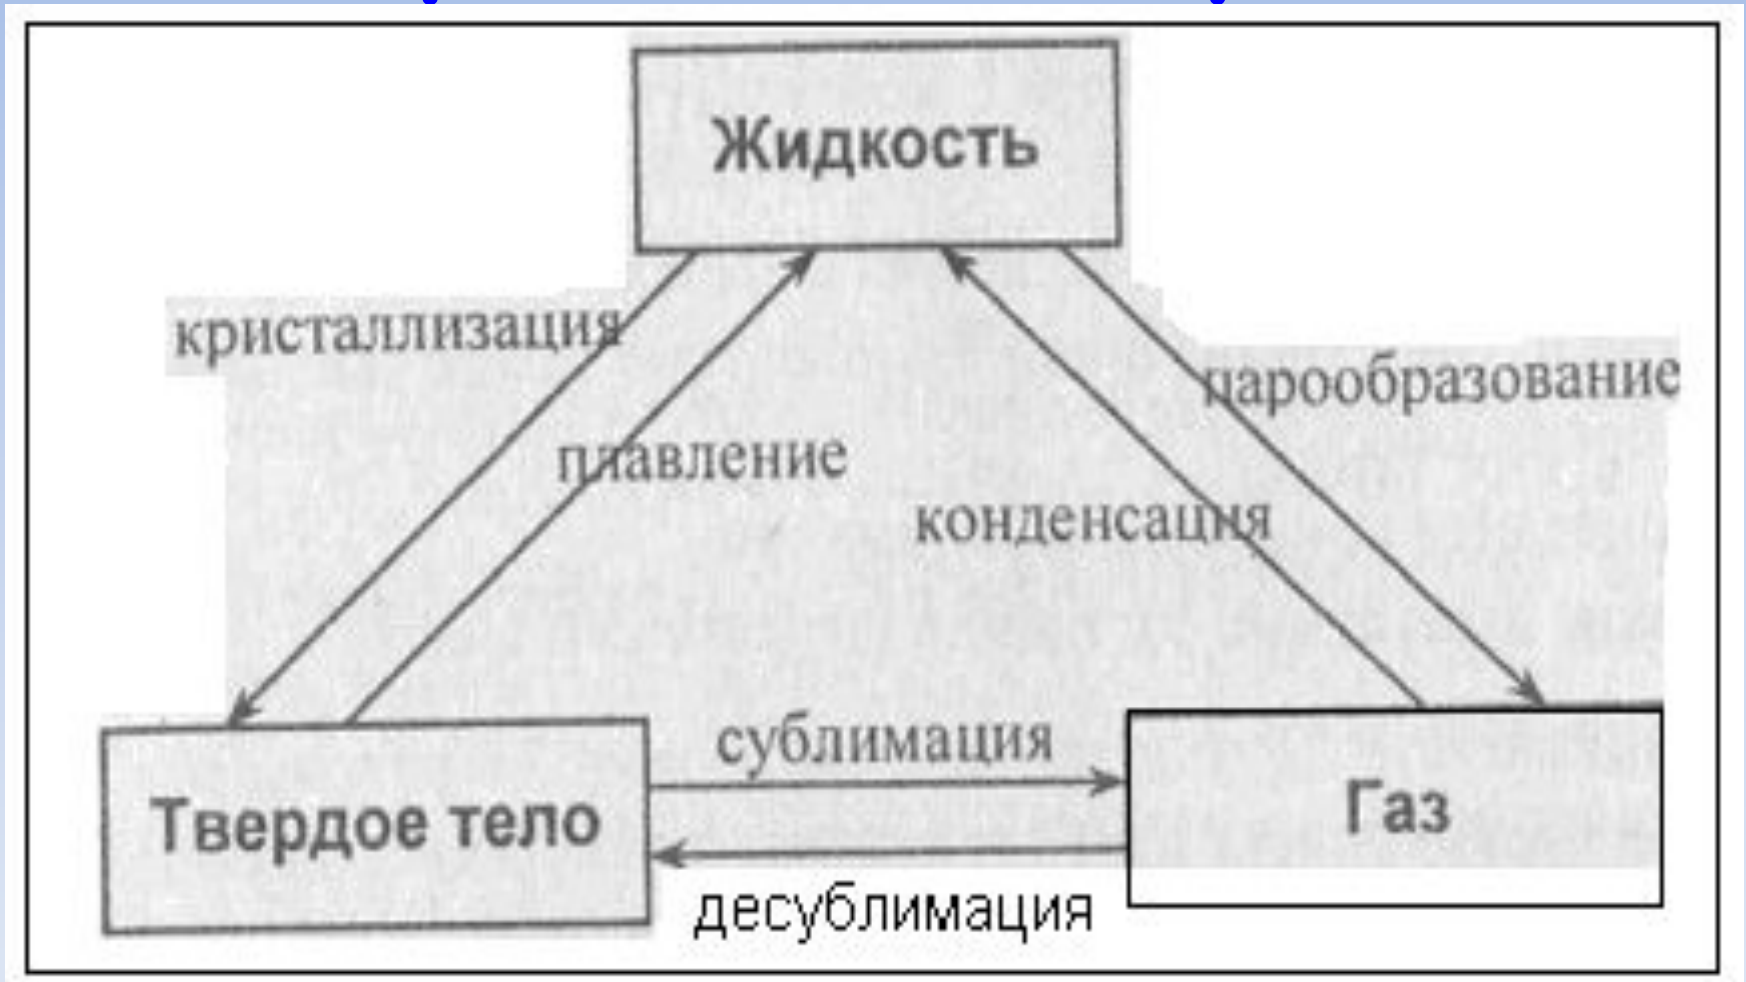 Жидкость
кристаллизация
парообразование
плавление
конденсация
сублимация
Твердое тело
Газ
десублимация